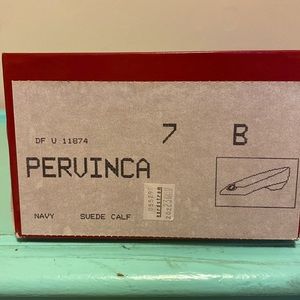 DF U 11874 7 B
PERVINCA
NAVY SUEDE CALF